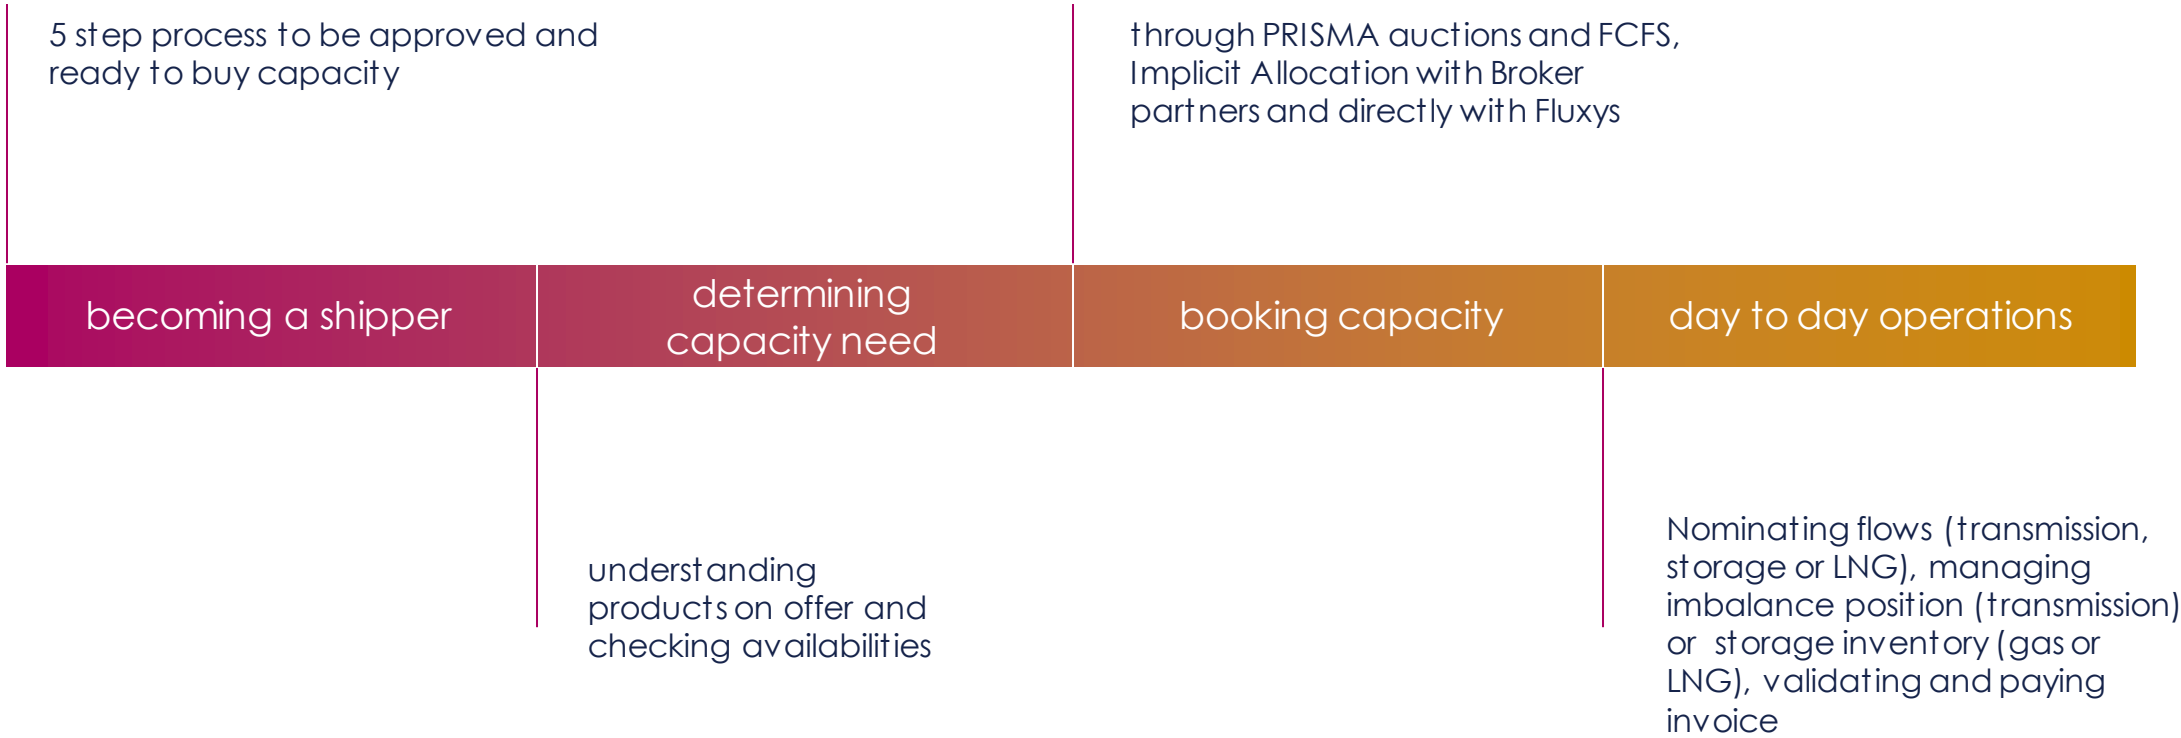 5 step process to be approved and
ready to buy capacity
through PRISMA auctions and FCFS,
Implicit Allocation with Broker
partners and directly with Fluxys
becoming a shipper
determining
capacity need
booking capacity
day to day operations
understanding
products on offer and
checking availabilities
Nominating flows (transmission,
storage or LNG), managing
imbalance position (transmission)
or storage inventory (gas or
LNG), validating and paying
invoice